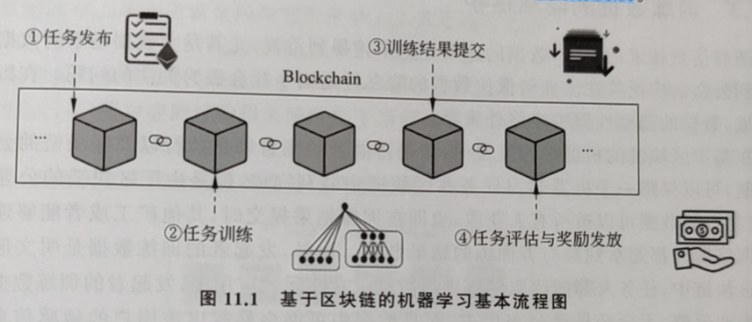 ①任务发布
③训练结果提交
Blockchain
...
...
②任务训练
④任务评估与奖励发放
图 11.1 基于区块链的机器学习基本流程图